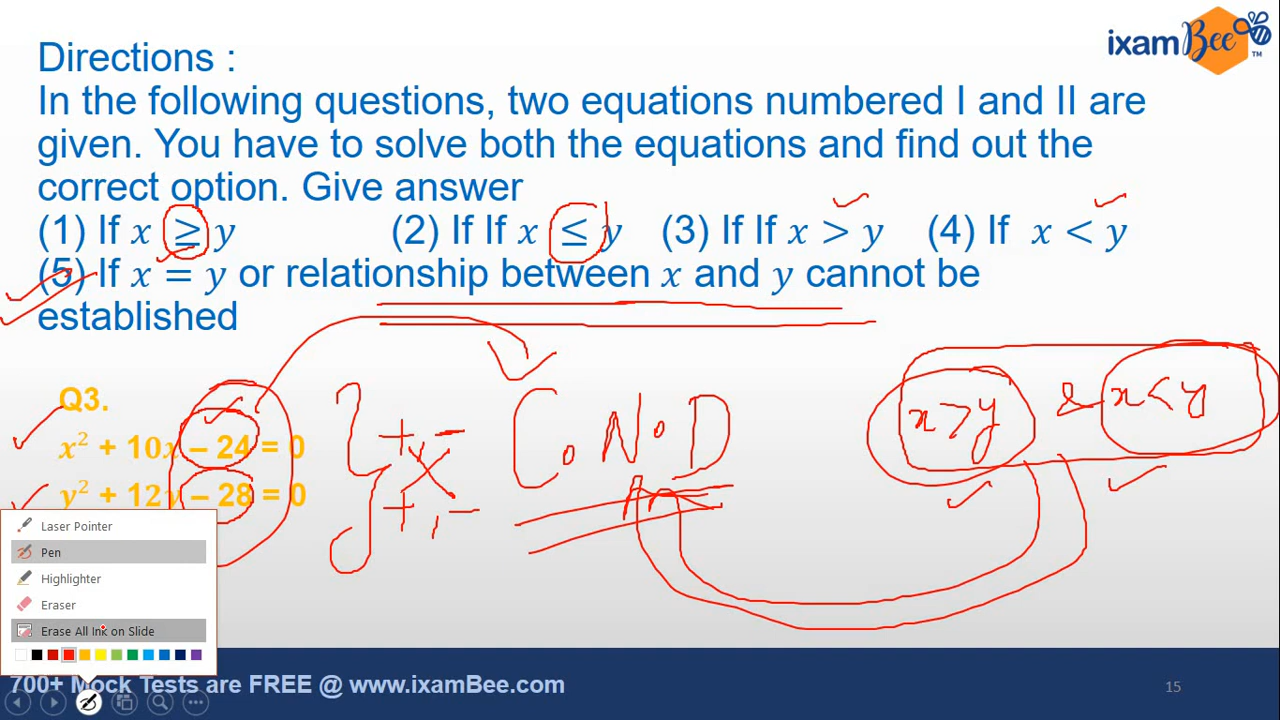 ixamBee™
Directions :
In the following questions, two equations numbered I and II are
given. You have to solve both the equations and find out the
correct option. Give answer
(1) If x ≥ y (2) If If x ≤ y (3) If If x > y (4) If x < y
(5) If x = y or relationship between x and y cannot be
established
Q3.
x² + 10x – 24 = 0
y² + 12y – 28 = 0
+, –
+, –
C.N.D
x>y & x<y
Laser Pointer
Pen
Highlighter
Eraser
Erase All Ink on Slide
700+ Mock Tests are FREE @ www.ixamBee.com
15